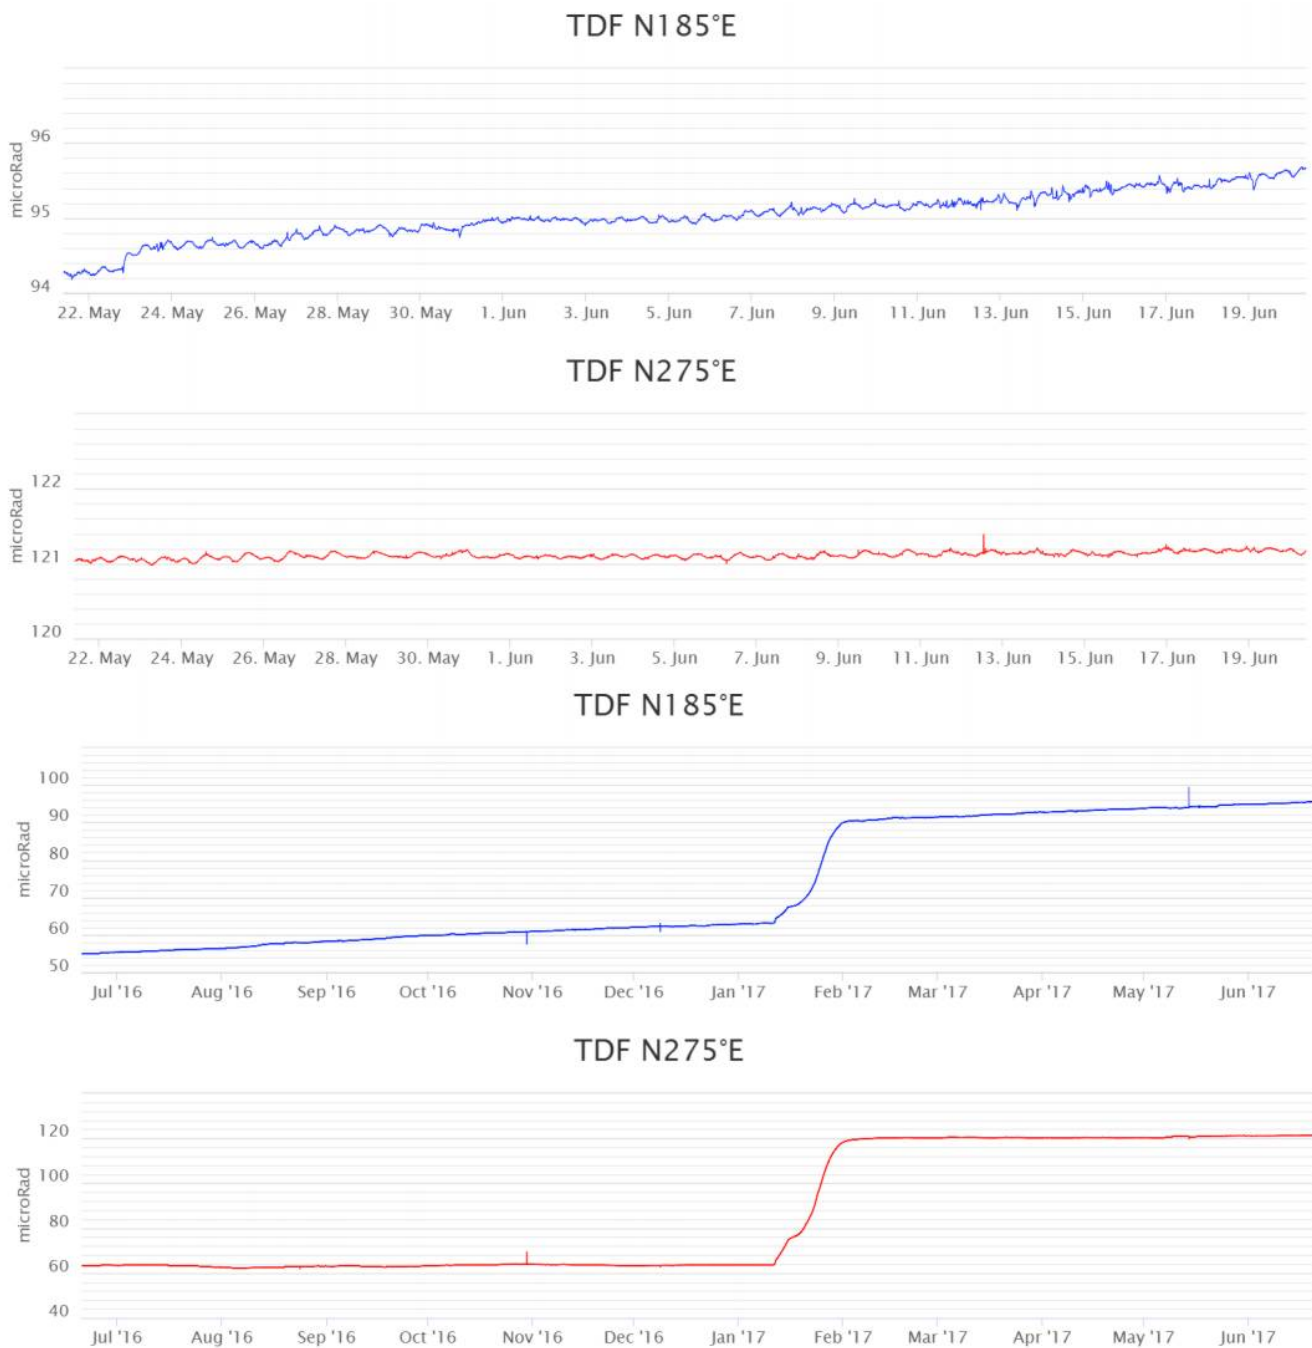 TDF N185°E
microRad
96
95
94
22. May 24. May 26. May 28. May 30. May 1. Jun 3. Jun 5. Jun 7. Jun 9. Jun 11. Jun 13. Jun 15. Jun 17. Jun 19. Jun
TDF N275°E
microRad
122
121
120
22. May 24. May 26. May 28. May 30. May 1. Jun 3. Jun 5. Jun 7. Jun 9. Jun 11. Jun 13. Jun 15. Jun 17. Jun 19. Jun
TDF N185°E
microRad
100
90
80
70
60
50
Jul '16 Aug '16 Sep '16 Oct '16 Nov '16 Dec '16 Jan '17 Feb '17 Mar '17 Apr '17 May '17 Jun '17
TDF N275°E
microRad
120
100
80
60
40
Jul '16 Aug '16 Sep '16 Oct '16 Nov '16 Dec '16 Jan '17 Feb '17 Mar '17 Apr '17 May '17 Jun '17